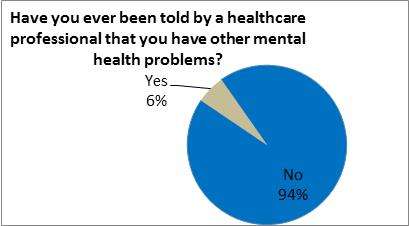 Have you ever been told by a healthcare
professional that you have other mental
health problems?
Yes
6%
No
94%